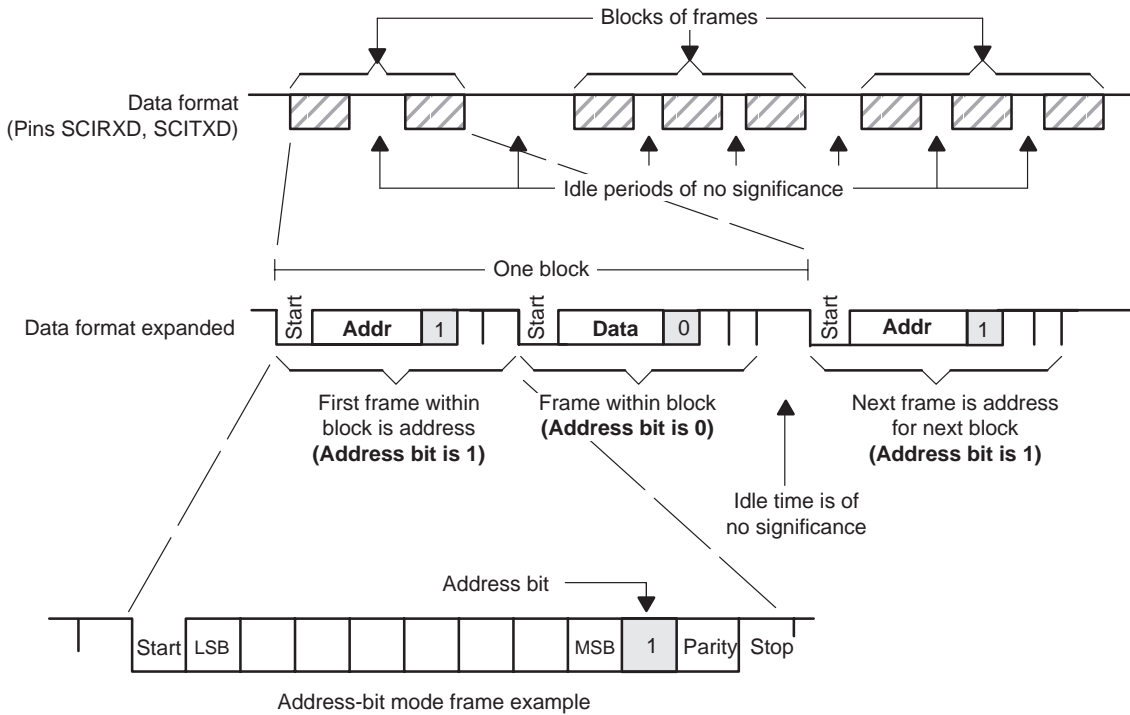 Blocks of frames
Data format
(Pins SCIRXD, SCITXD)
Idle periods of no significance
One block
Data format expanded
Start
Addr
1
Start
Data
0
Start
Addr
1
First frame within
block is address
(Address bit is 1)
Frame within block
(Address bit is 0)
Next frame is address
for next block
(Address bit is 1)
Idle time is of
no significance
Address bit
Start
LSB
MSB
1
Parity
Stop
Address-bit mode frame example